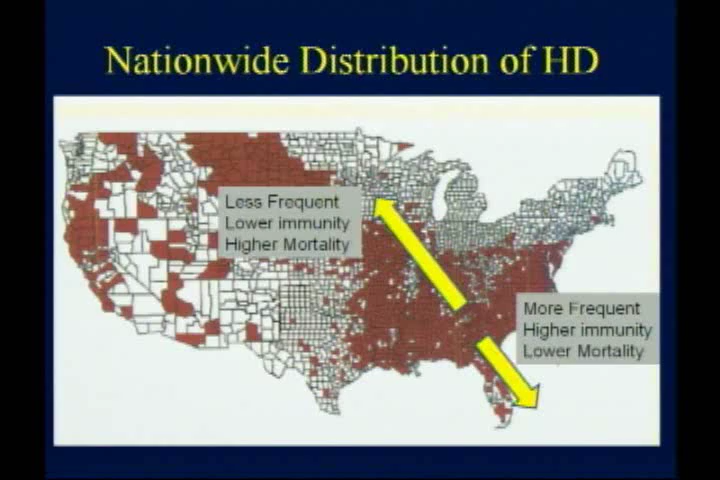 Nationwide Distribution of HD
Less Frequent
Lower immunity
Higher Mortality
More Frequent
Higher immunity
Lower Mortality